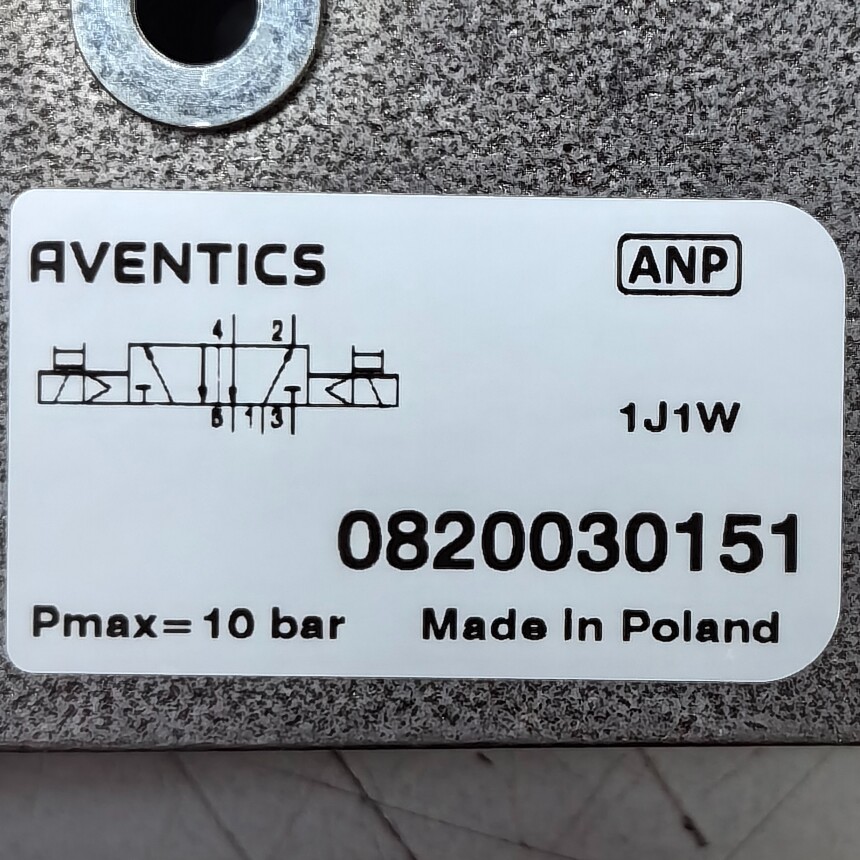 AVENTICS
ANP
4 2
5 1 3
1J1W
0820030151
Pmax= 10 bar
Made in Poland